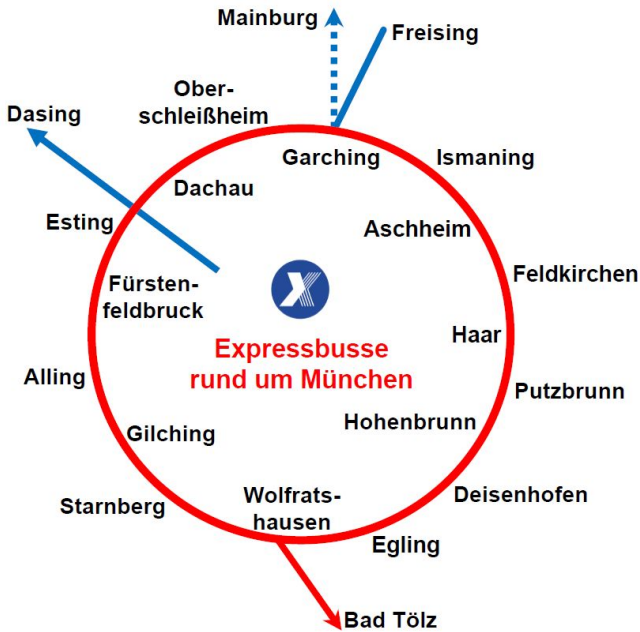 Mainburg
Freising
Ober-
schleißheim
Dasing
Garching
Ismaning
Dachau
Esting
Aschheim
Feldkirchen
Fürsten-
feldbruck
X
Haar
Expressbusse
rund um München
Alling
Putzbrunn
Hohenbrunn
Gilching
Starnberg
Wolfrats-
hausen
Deisenhofen
Egling
Bad Tölz